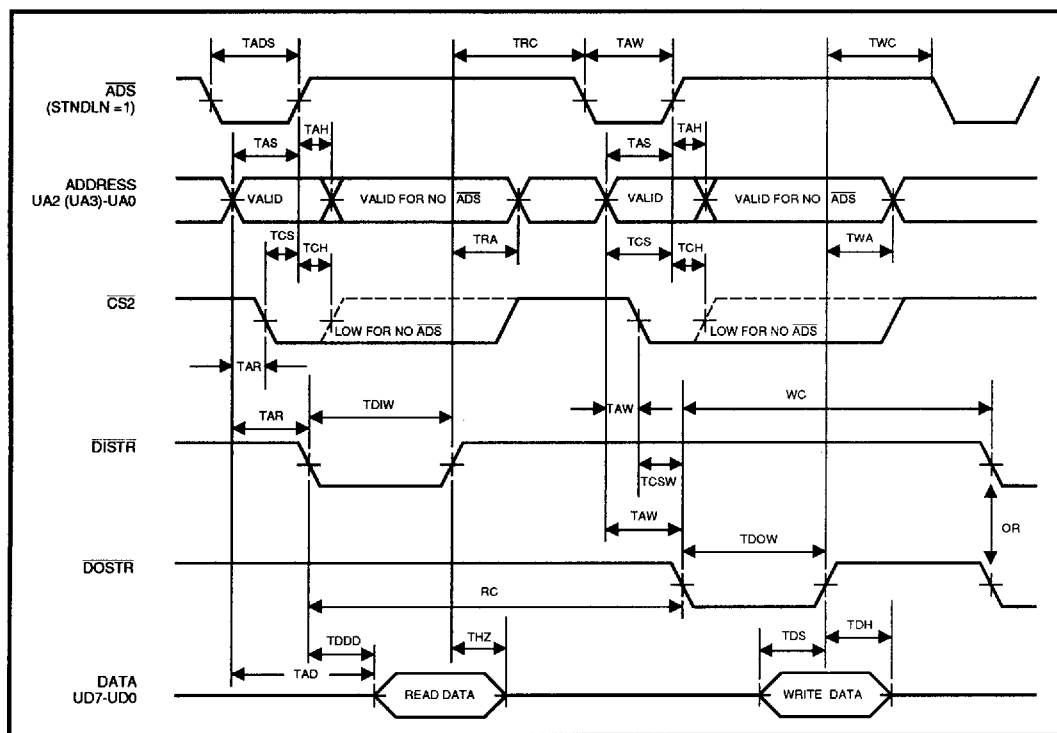 TADS TRC TAW TWC
ADS
(STNDLN =1)
TAS TAH TAS TAH
ADDRESS
UA2 (UA3)-UA0
VALID VALID FOR NO ADS VALID VALID FOR NO ADS
TCS TCH TRA TCS TCH TWA
CS2
LOW FOR NO ADS LOW FOR NO ADS
TAR
TAR TDIW TAW WC
DISTR
TCSW
TAW TDOW OR
DOSTR
RC
TDDD THZ TDS TDH
TAD
DATA
UD7-UD0
READ DATA WRITE DATA